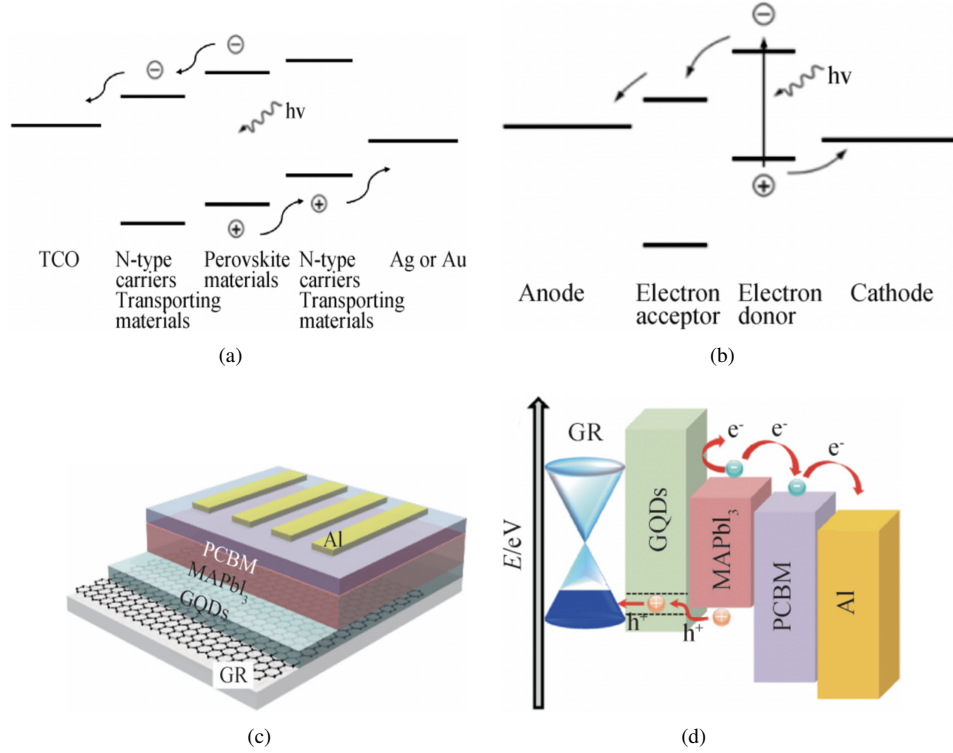 hv
TCO
N-type
carriers
Transporting
materials
Perovskite
materials
N-type
carriers
Transporting
materials
Ag or Au
(a)
hv
Anode
Electron
acceptor
Electron
donor
Cathode
(b)
Al
PCBM
MAPbI3
GQDs
GR
(c)
E/eV
GR
GQDs
MAPbI3
PCBM
Al
e-
e-
e-
h+
h+
(d)